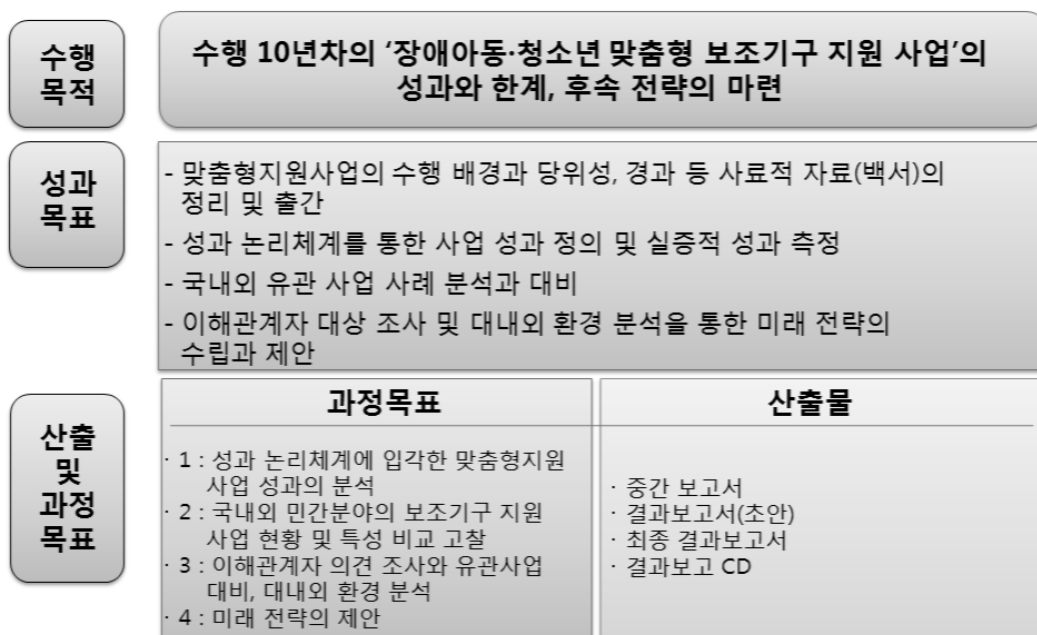 수행
목적
수행 10년차의 ‘장애아동·청소년 맞춤형 보조기구 지원 사업’의
성과와 한계, 후속 전략의 마련
성과
목표
- 맞춤형지원사업의 수행 배경과 당위성, 경과 등 사료적 자료(백서)의
정리 및 출간
- 성과 논리체계를 통한 사업 성과 정의 및 실증적 성과 측정
- 국내외 유관 사업 사례 분석과 대비
- 이해관계자 대상 조사 및 대내외 환경 분석을 통한 미래 전략의
수립과 제안
산출
및
과정
목표
과정목표
· 1 : 성과 논리체계에 입각한 맞춤형지원
사업 성과의 분석
· 2 : 국내외 민간분야의 보조기구 지원
사업 현황 및 특성 비교 고찰
· 3 : 이해관계자 의견 조사와 유관사업
대비, 대내외 환경 분석
· 4 : 미래 전략의 제안
산출물
· 중간 보고서
· 결과보고서(초안)
· 최종 결과보고서
· 결과보고 CD